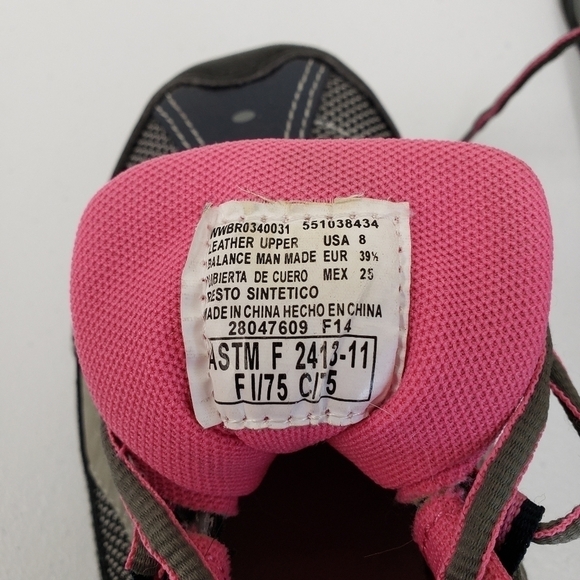 WWBR0340031 551038434
LEATHER UPPER USA 8
BALANCE MAN MADE EUR 39½
CUBIERTA DE CUERO MEX 25
RESTO SINTETICO
MADE IN CHINA HECHO EN CHINA
28047609 F14
ASTM F 2413-11
F I/75 C/75